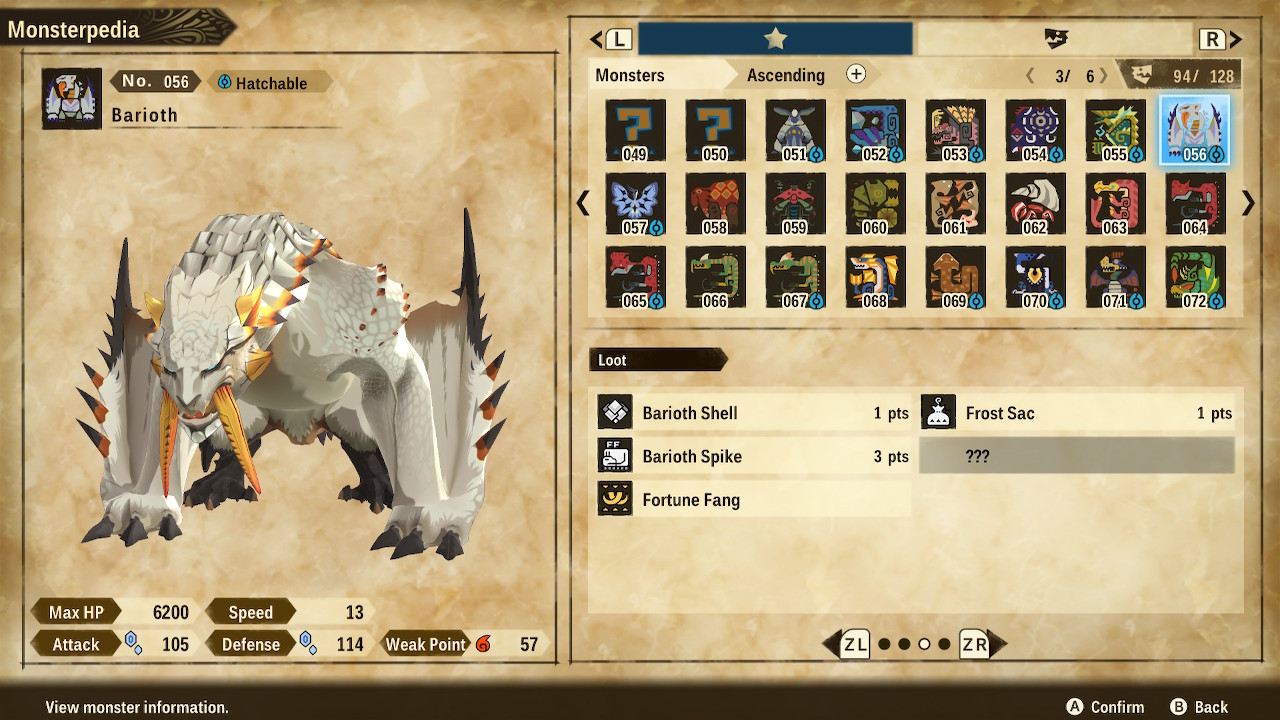 Monsterpedia
No. 056
Hatchable
Barioth
Max HP 6200
Speed 13
Attack 105
Defense 114
Weak Point 57
L
R
Monsters
Ascending
3/ 6
94/ 128
049 050 051 052 053 054 055 056
057 058 059 060 061 062 063 064
065 066 067 068 069 070 071 072
Loot
Barioth Shell 1 pts
Frost Sac 1 pts
FF
Barioth Spike 3 pts
???
Fortune Fang
ZL
ZR
View monster information.
A Confirm
B Back